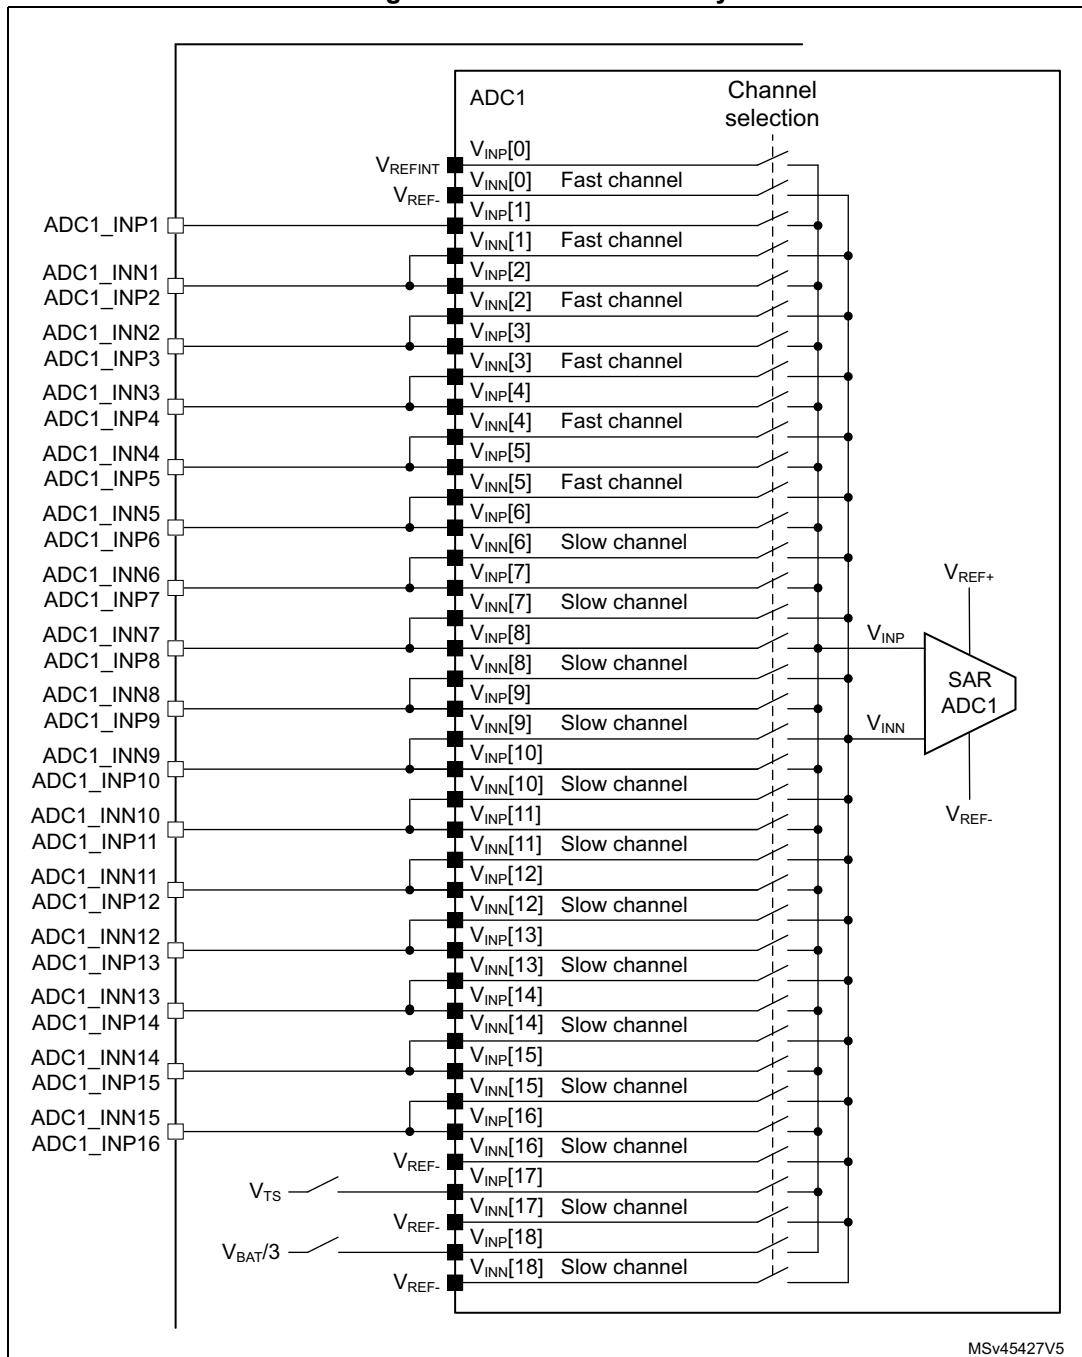 ADC1
Channel
selection
VREFINT
VINP[0]
VREF-
VINN[0] Fast channel
ADC1_INP1
VINP[1]
VINN[1] Fast channel
ADC1_INN1
ADC1_INP2
VINP[2]
VINN[2] Fast channel
ADC1_INN2
ADC1_INP3
VINP[3]
VINN[3] Fast channel
ADC1_INN3
ADC1_INP4
VINP[4]
VINN[4] Fast channel
ADC1_INN4
ADC1_INP5
VINP[5]
VINN[5] Fast channel
ADC1_INN5
ADC1_INP6
VINP[6]
VINN[6] Slow channel
ADC1_INN6
ADC1_INP7
VINP[7]
VINN[7] Slow channel
ADC1_INN7
ADC1_INP8
VINP[8]
VINN[8] Slow channel
ADC1_INN8
ADC1_INP9
VINP[9]
VINN[9] Slow channel
ADC1_INN9
ADC1_INP10
VINP[10]
VINN[10] Slow channel
ADC1_INN10
ADC1_INP11
VINP[11]
VINN[11] Slow channel
ADC1_INN11
ADC1_INP12
VINP[12]
VINN[12] Slow channel
ADC1_INN12
ADC1_INP13
VINP[13]
VINN[13] Slow channel
ADC1_INN13
ADC1_INP14
VINP[14]
VINN[14] Slow channel
ADC1_INN14
ADC1_INP15
VINP[15]
VINN[15] Slow channel
ADC1_INN15
ADC1_INP16
VINP[16]
VREF-
VINN[16] Slow channel
VTS
VINP[17]
VREF-
VINN[17] Slow channel
VBAT/3
VINP[18]
VREF-
VINN[18] Slow channel
VREF+
VINP
SAR
ADC1
VINN
VREF-
MSv45427V5